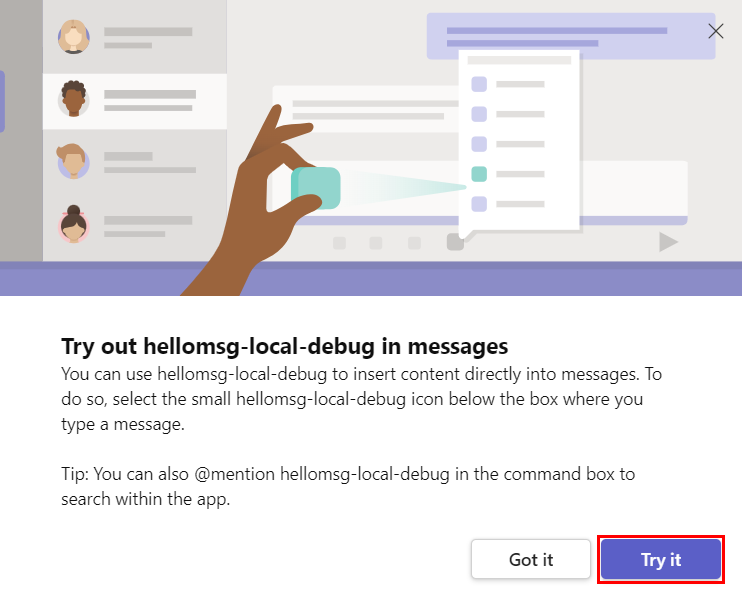 Try out hellomsg-local-debug in messages
You can use hellomsg-local-debug to insert content directly into messages. To
do so, select the small hellomsg-local-debug icon below the box where you
type a message.
Tip: You can also @mention hellomsg-local-debug in the command box to
search within the app.
Got it
Try it